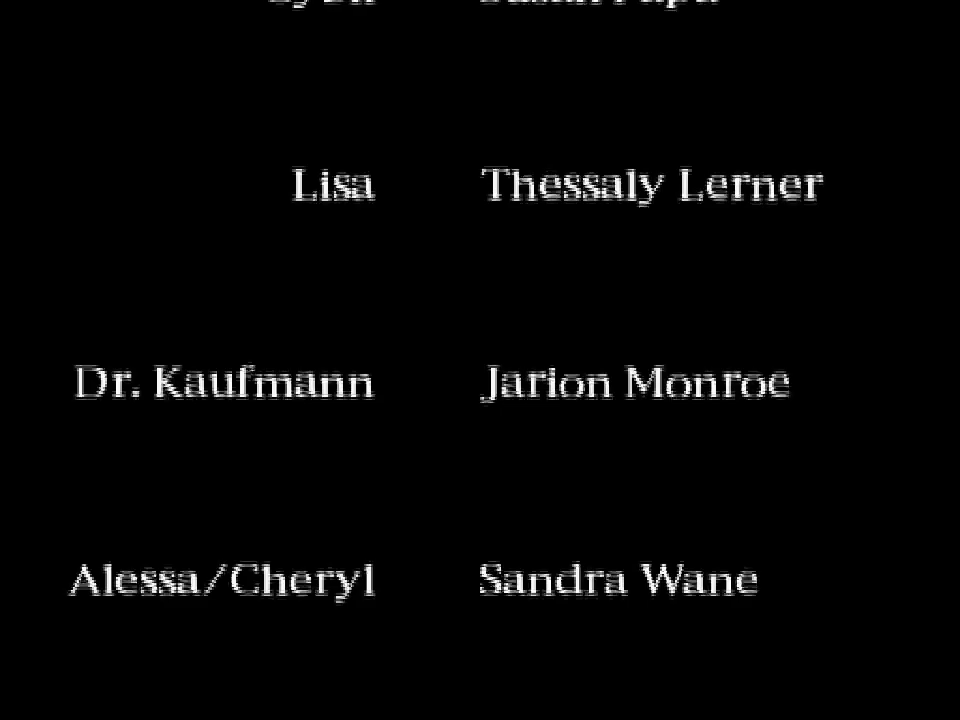 Lisa Thessaly Lerner
Dr. Kaufmann Jarion Monroe
Alessa/Cheryl Sandra Wane